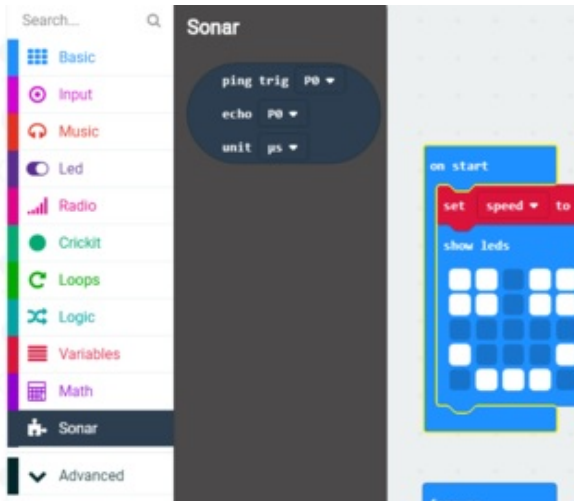 Search...
Basic
Input
Music
Led
Radio
Crickit
Loops
Logic
Variables
Math
Sonar
Advanced
Sonar
ping trig P0
echo P0
unit µs
on start
set speed to
show leds